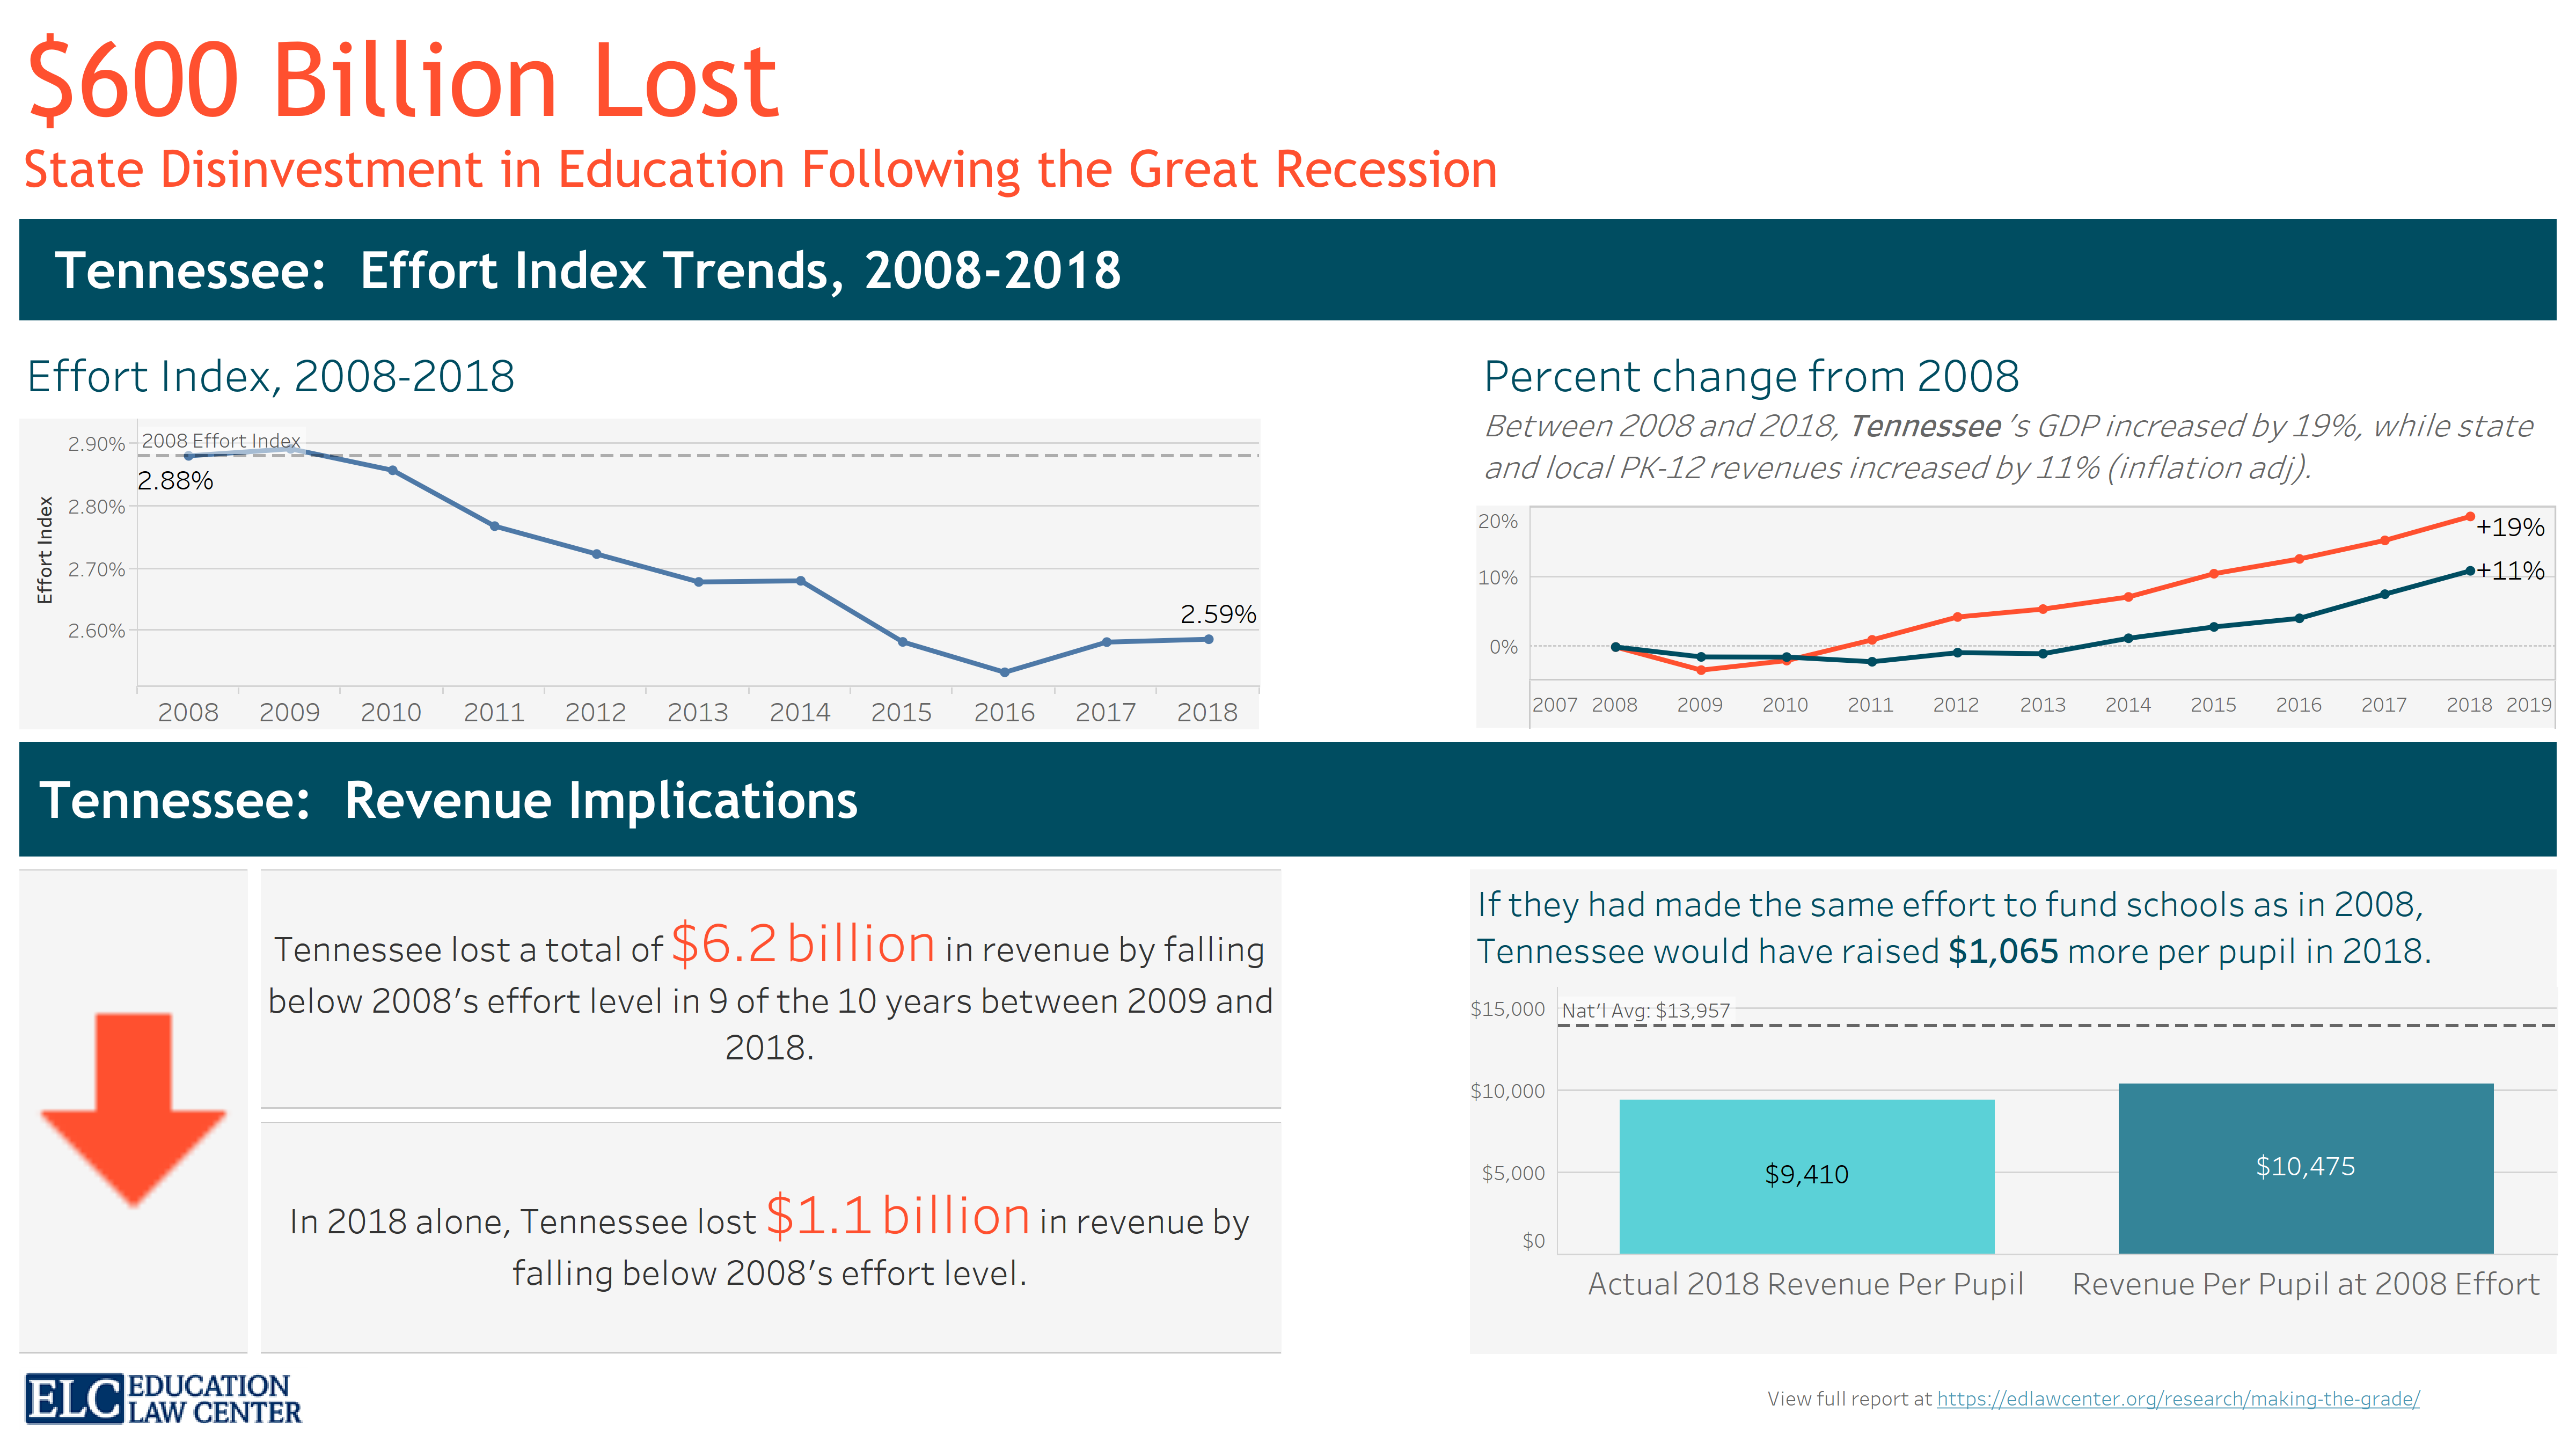 $600 Billion Lost
State Disinvestment in Education Following the Great Recession
Tennessee: Effort Index Trends, 2008-2018
Effort Index, 2008-2018
2008 Effort Index
2.90%
2.80%
2.70%
2.60%
Effort Index
2.88%
2.59%
2008 2009 2010 2011 2012 2013 2014 2015 2016 2017 2018
Percent change from 2008
Between 2008 and 2018, Tennessee 's GDP increased by 19%, while state
and local PK-12 revenues increased by 11% (inflation adj).
20%
10%
0%
+19%
+11%
2007 2008 2009 2010 2011 2012 2013 2014 2015 2016 2017 2018 2019
Tennessee: Revenue Implications
Tennessee lost a total of $6.2 billion in revenue by falling
below 2008's effort level in 9 of the 10 years between 2009 and
2018.
In 2018 alone, Tennessee lost $1.1 billion in revenue by
falling below 2008's effort level.
If they had made the same effort to fund schools as in 2008,
Tennessee would have raised $1,065 more per pupil in 2018.
$15,000
$10,000
$5,000
$0
Nat'l Avg: $13,957
$9,410
$10,475
Actual 2018 Revenue Per Pupil
Revenue Per Pupil at 2008 Effort
ELC EDUCATION
LAW CENTER
View full report at https://edlawcenter.org/research/making-the-grade/